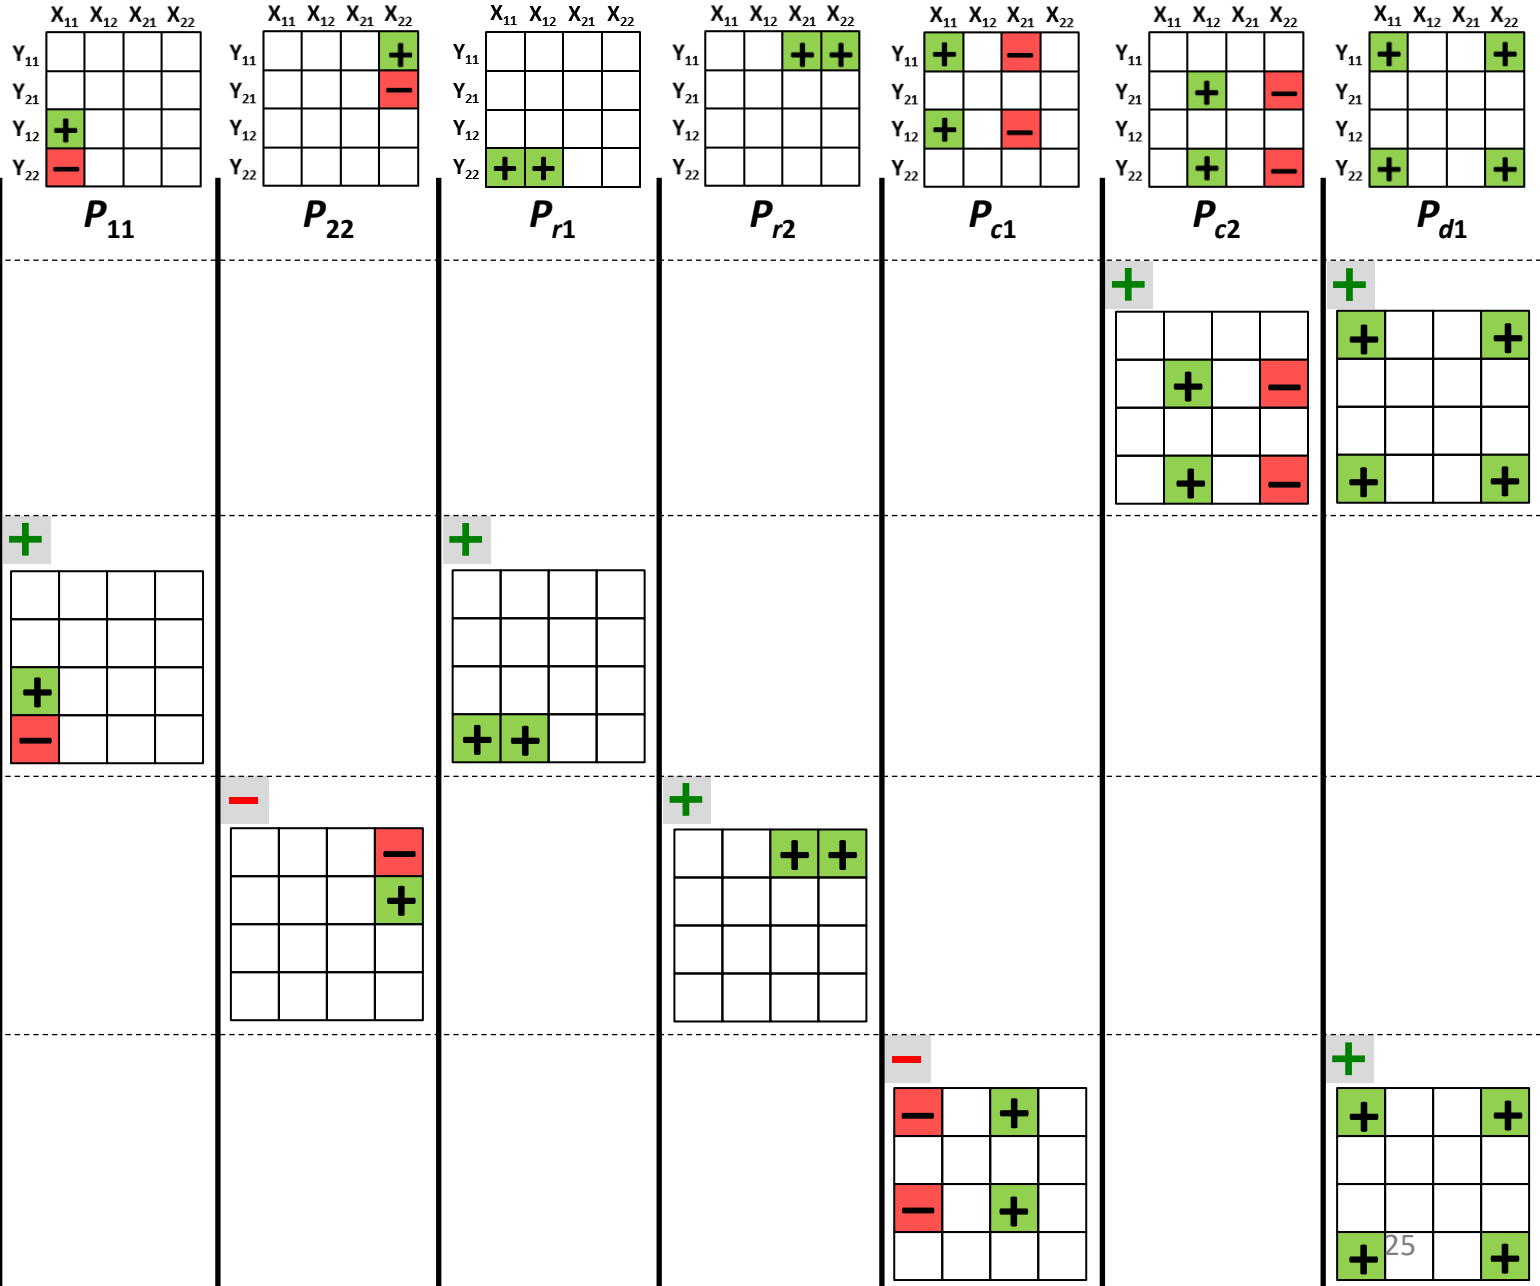 X₁₁ X₁₂ X₂₁ X₂₂ X₁₁ X₁₂ X₂₁ X₂₂ X₁₁ X₁₂ X₂₁ X₂₂ X₁₁ X₁₂ X₂₁ X₂₂ X₁₁ X₁₂ X₂₁ X₂₂ X₁₁ X₁₂ X₂₁ X₂₂ X₁₁ X₁₂ X₂₁ X₂₂
Y₁₁ Y₁₁ + Y₁₁ Y₁₁ + + Y₁₁ + − Y₁₁ Y₁₁ + +
Y₂₁ Y₂₁ − Y₂₁ Y₂₁ Y₂₁ Y₂₁ + − Y₂₁
Y₁₂ + Y₁₂ Y₁₂ Y₁₂ Y₁₂ + − Y₁₂ Y₁₂
Y₂₂ − Y₂₂ Y₂₂ + + Y₂₂ Y₂₂ Y₂₂ + − Y₂₂ + +
P₁₁ P₂₂ Pr1 Pr2 Pc1 Pc2 Pd1
+ +
+ +
+ −
+ − + +
+ +
+
− + +
− +
− + +
+
− +
− + + +
− +
25
+ +